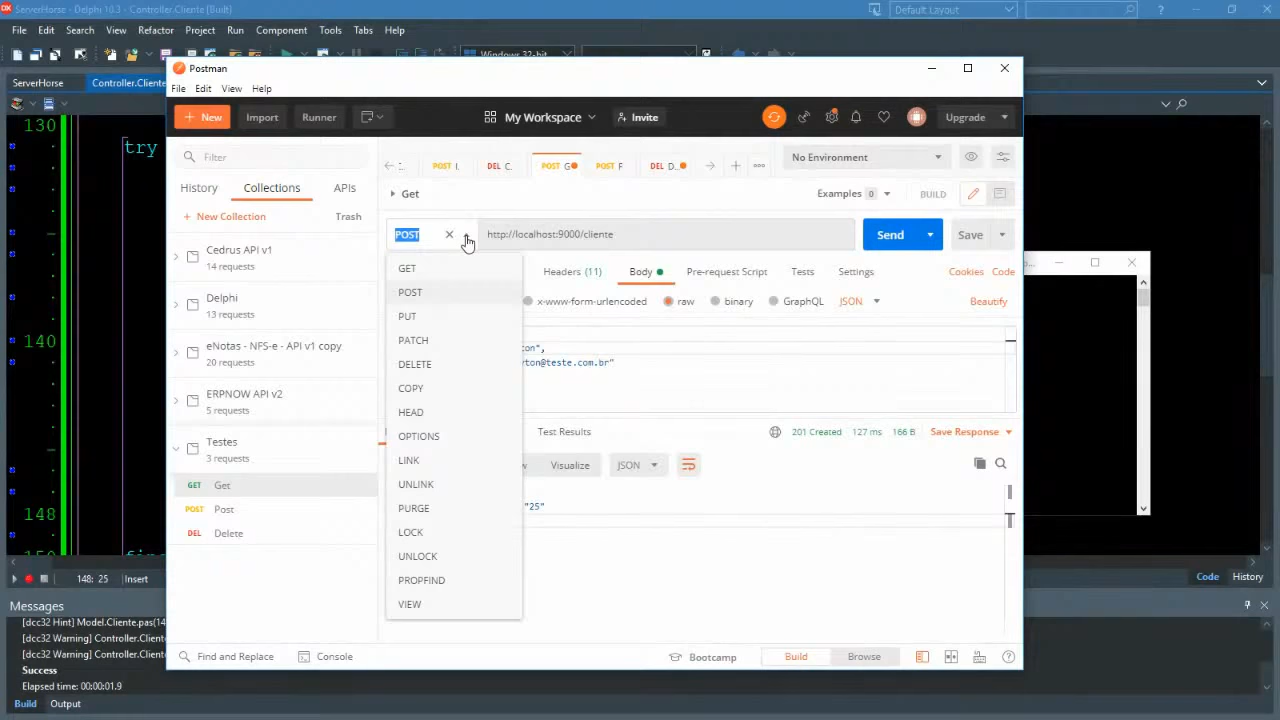 ServerHorse - Delphi 10.3 - Controller.Cliente [Built]
Default Layout
File Edit Search View Refactor Project Run Component Tools Tabs Help
Windows 32-bit
ServerHorse Controller.Cliente
130
try
140
148
Postman
File Edit View Help
New Import Runner My Workspace Invite Upgrade
Filter
History Collections APIs
+ New Collection Trash
Cedrus API v1
14 requests
Delphi
13 requests
eNotas - NFS-e - API v1 copy
20 requests
ERPNOW API v2
5 requests
Testes
3 requests
GET Get
POST Post
DEL Delete
POST I. DEL C. POST G POST F DEL D. No Environment
Get Examples 0 BUILD
POST http://localhost:9000/cliente Send Save
Headers (11) Body Pre-request Script Tests Settings Cookies Code
x-www-form-urlencoded raw binary GraphQL JSON Beautify
GET
POST
PUT
PATCH
DELETE
COPY
HEAD
OPTIONS
LINK
UNLINK
PURGE
LOCK
UNLOCK
PROPFIND
VIEW
ton",
ton@teste.com.br"
Test Results 201 Created 127 ms 166 B Save Response
Visualize JSON
"25"
Find and Replace Console Bootcamp Build Browse
148: 25 Insert Code History
Messages
[dcc32 Hint] Model.Cliente.pas(14
[dcc32 Warning] Controller.Cliente
[dcc32 Warning] Controller.Cliente
Success
Elapsed time: 00:00:01.9
Build Output